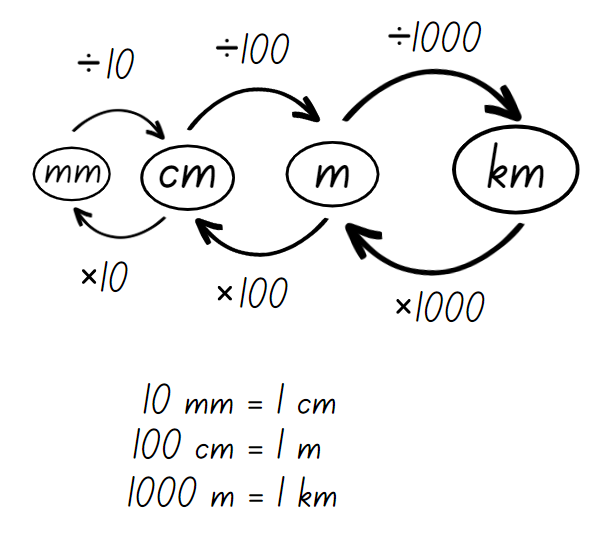 ÷10
÷100
÷1000
mm
cm
m
km
×10
×100
×1000
10 mm = 1 cm
100 cm = 1 m
1000 m = 1 km